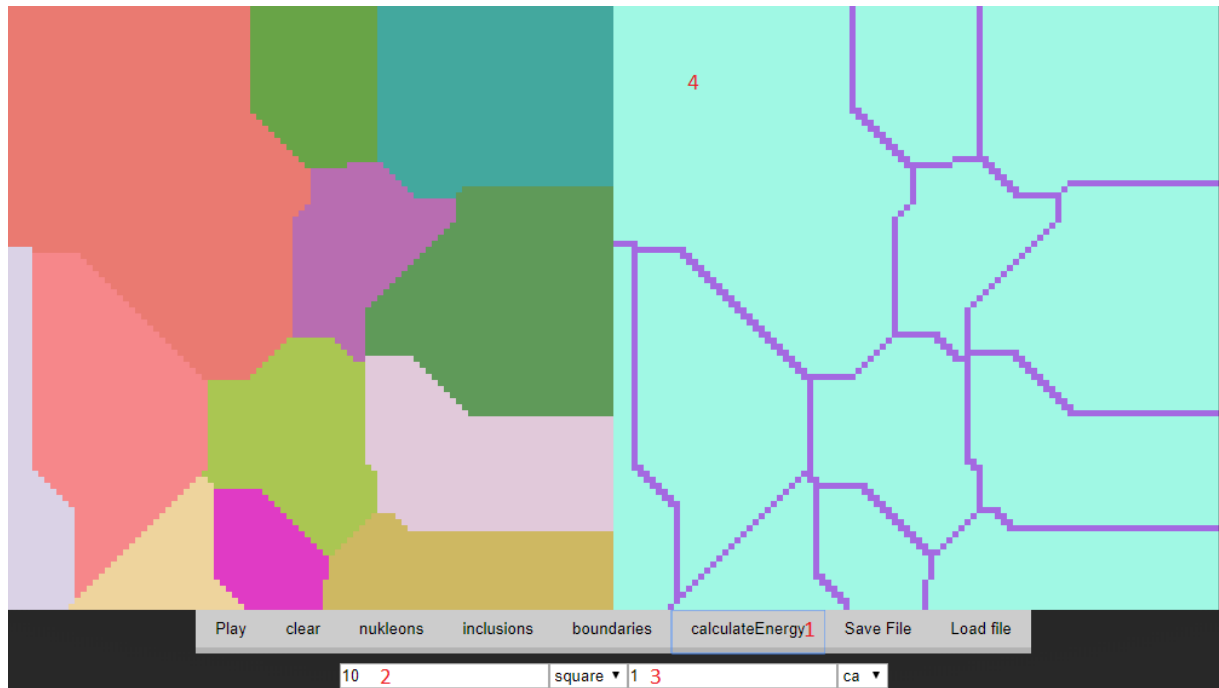 4
Play clear nukleons inclusions boundaries calculateEnergy 1 Save File Load file
10 2 square 1 3 ca